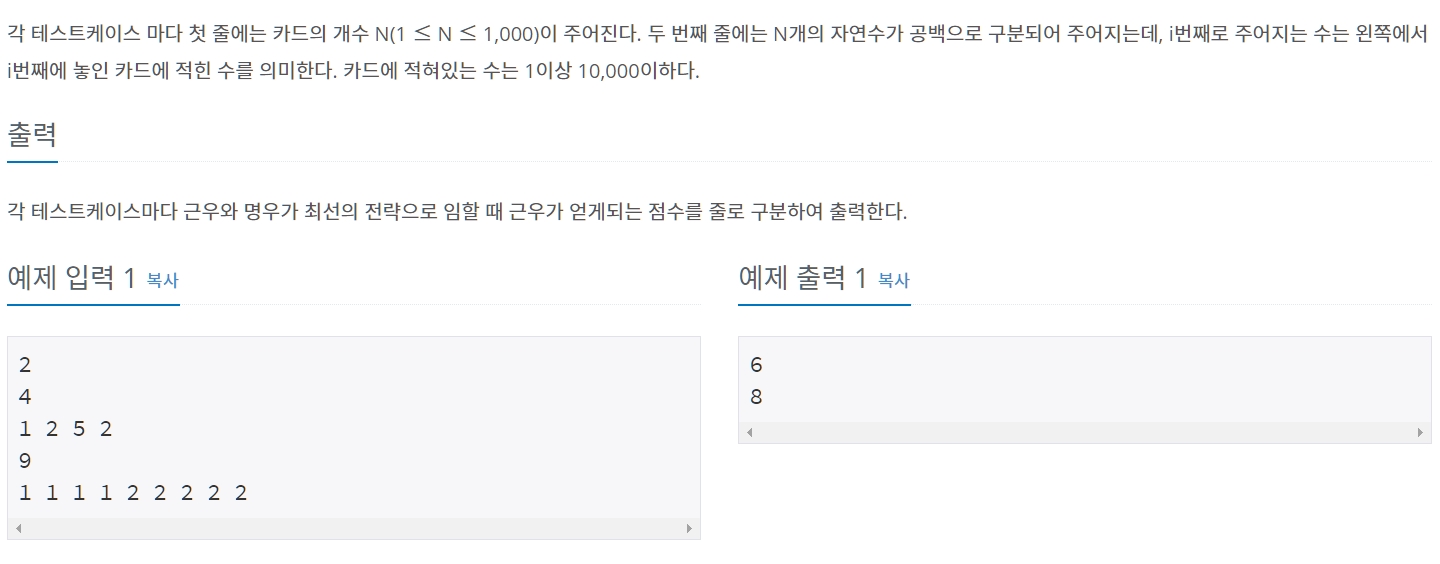 각 테스트케이스 마다 첫 줄에는 카드의 개수 N(1 ≤ N ≤ 1,000)이 주어진다. 두 번째 줄에는 N개의 자연수가 공백으로 구분되어 주어지는데, i번째로 주어지는 수는 왼쪽에서
i번째에 놓인 카드에 적힌 수를 의미한다. 카드에 적혀있는 수는 1이상 10,000이하다.
출력
각 테스트케이스마다 근우와 명우가 최선의 전략으로 임할 때 근우가 얻게되는 점수를 줄로 구분하여 출력한다.
예제 입력 1 복사
2
4
1 2 5 2
9
1 1 1 1 2 2 2 2 2
예제 출력 1 복사
6
8